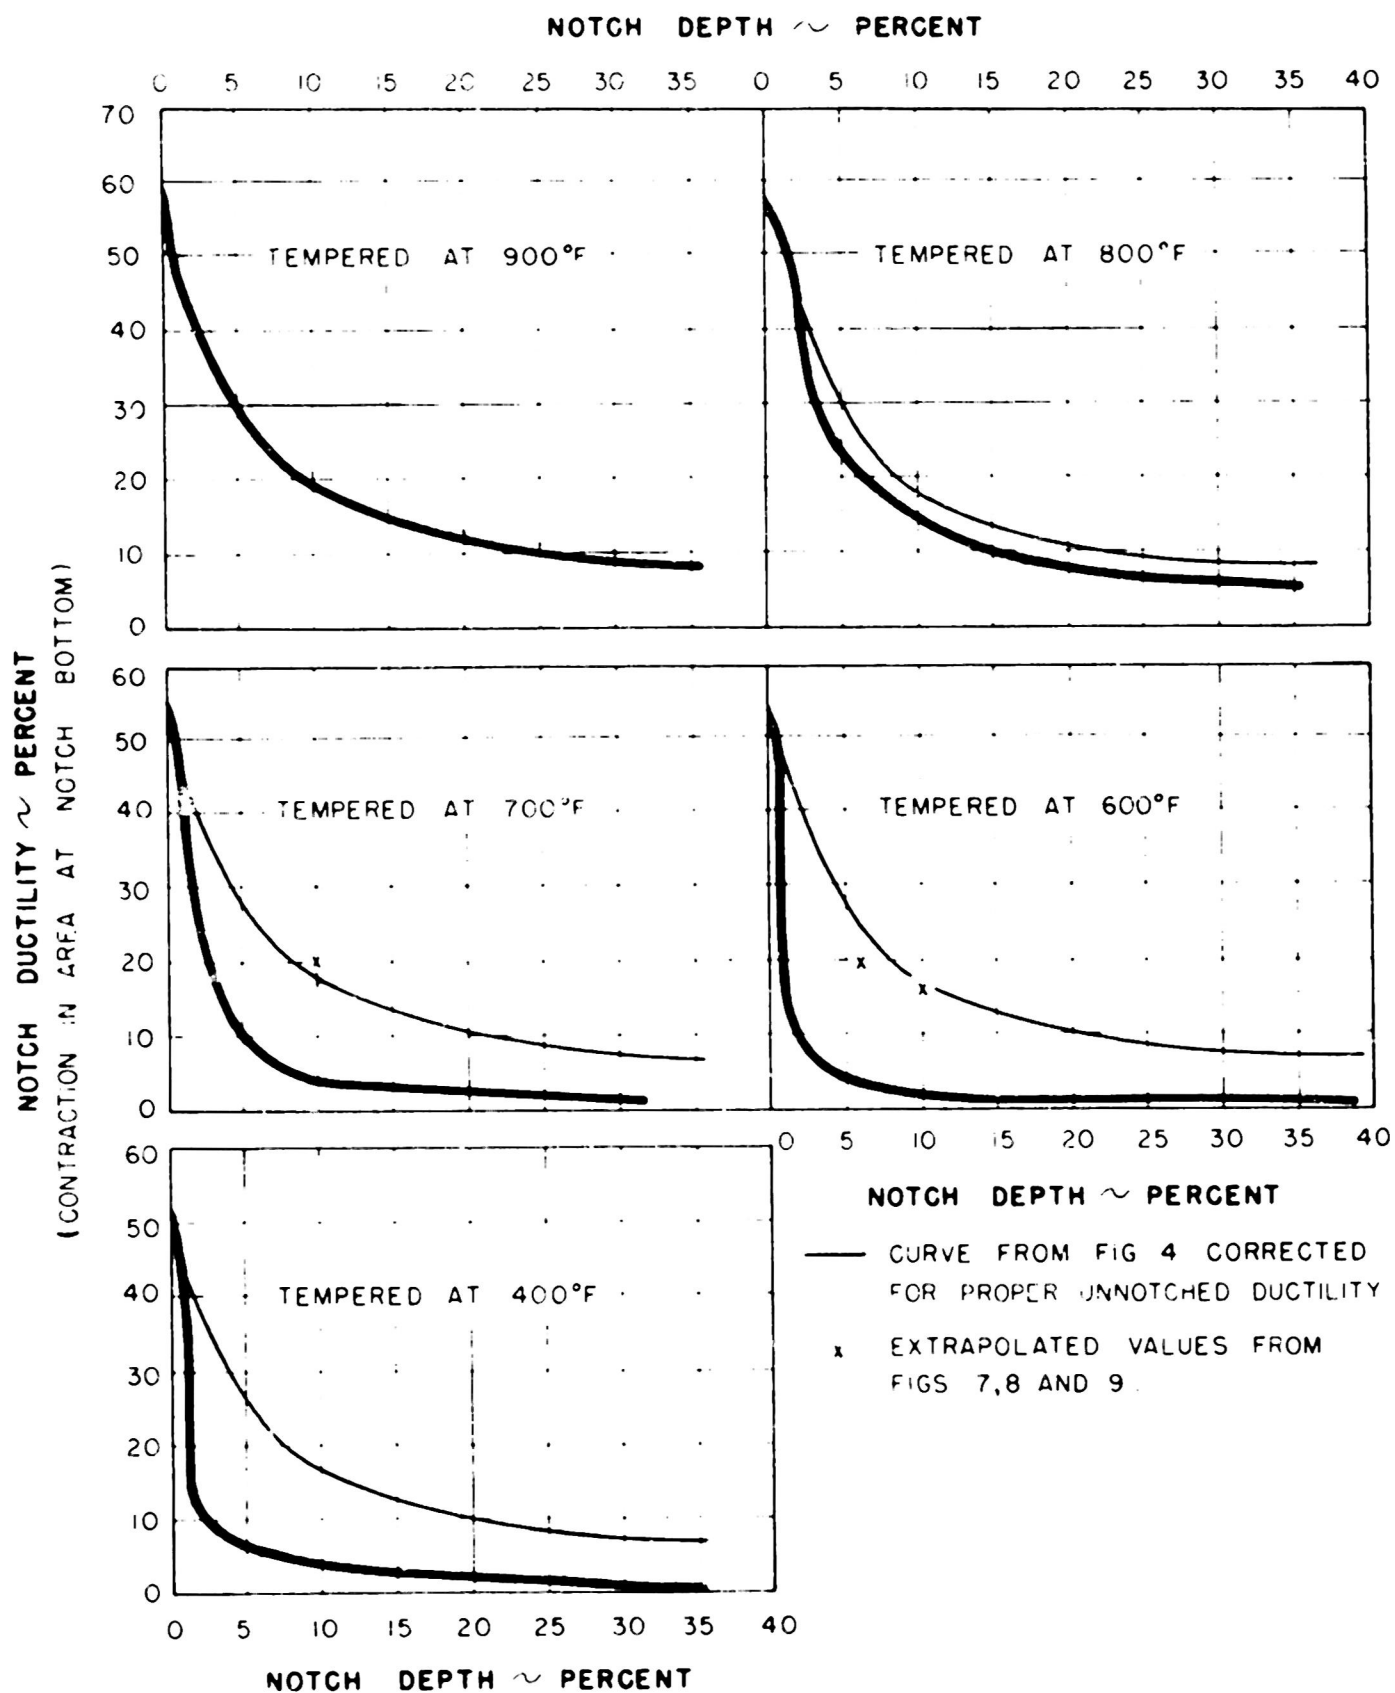 NOTCH DEPTH ~ PERCENT
0 5 10 15 20 25 30 35
0 5 10 15 20 25 30 35 40
70
60
50
40
30
20
10
0
TEMPERED AT 900°F
TEMPERED AT 800°F
NOTCH DUCTILITY ~ PERCENT
(CONTRACTION IN AREA AT NOTCH BOTTOM)
60
50
40
30
20
10
0
TEMPERED AT 700°F
TEMPERED AT 600°F
x
x
x
0 5 10 15 20 25 30 35 40
NOTCH DEPTH ~ PERCENT
CURVE FROM FIG 4 CORRECTED
FOR PROPER UNNOTCHED DUCTILITY
x EXTRAPOLATED VALUES FROM
FIGS 7,8 AND 9.
60
50
40
30
20
10
0
TEMPERED AT 400°F
0 5 10 15 20 25 30 35 40
NOTCH DEPTH ~ PERCENT